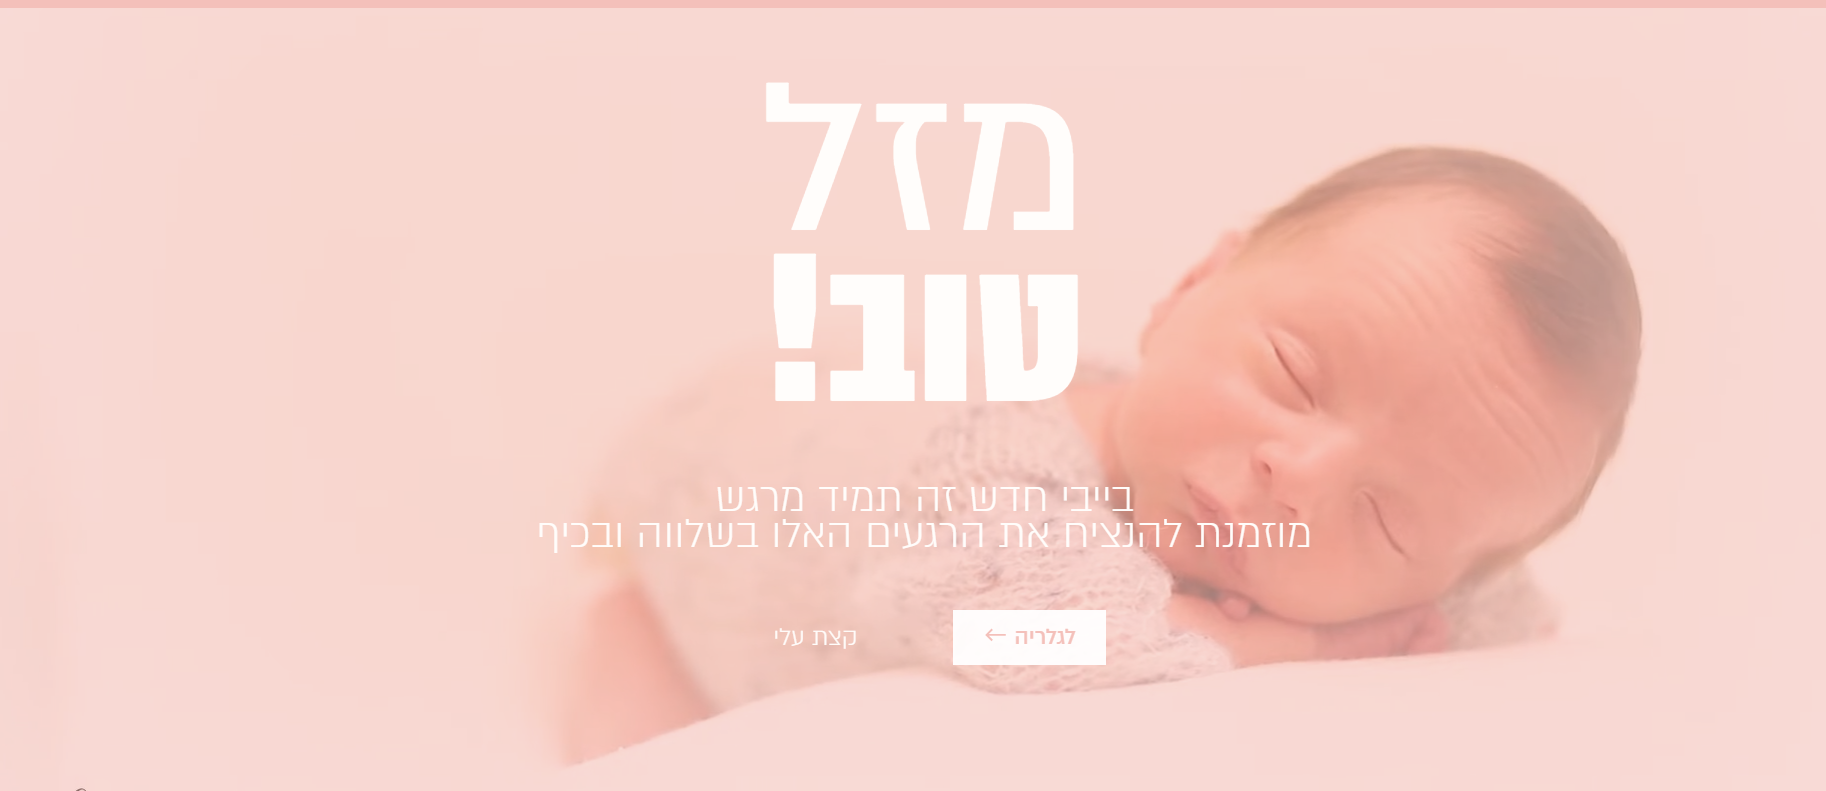 מזל
טוב!
בייבי חדש זה תמיד מרגש
מוזמנת להנציח את הרגעים האלו בשלווה ובכיף
לגלריה ←
קצת עלי